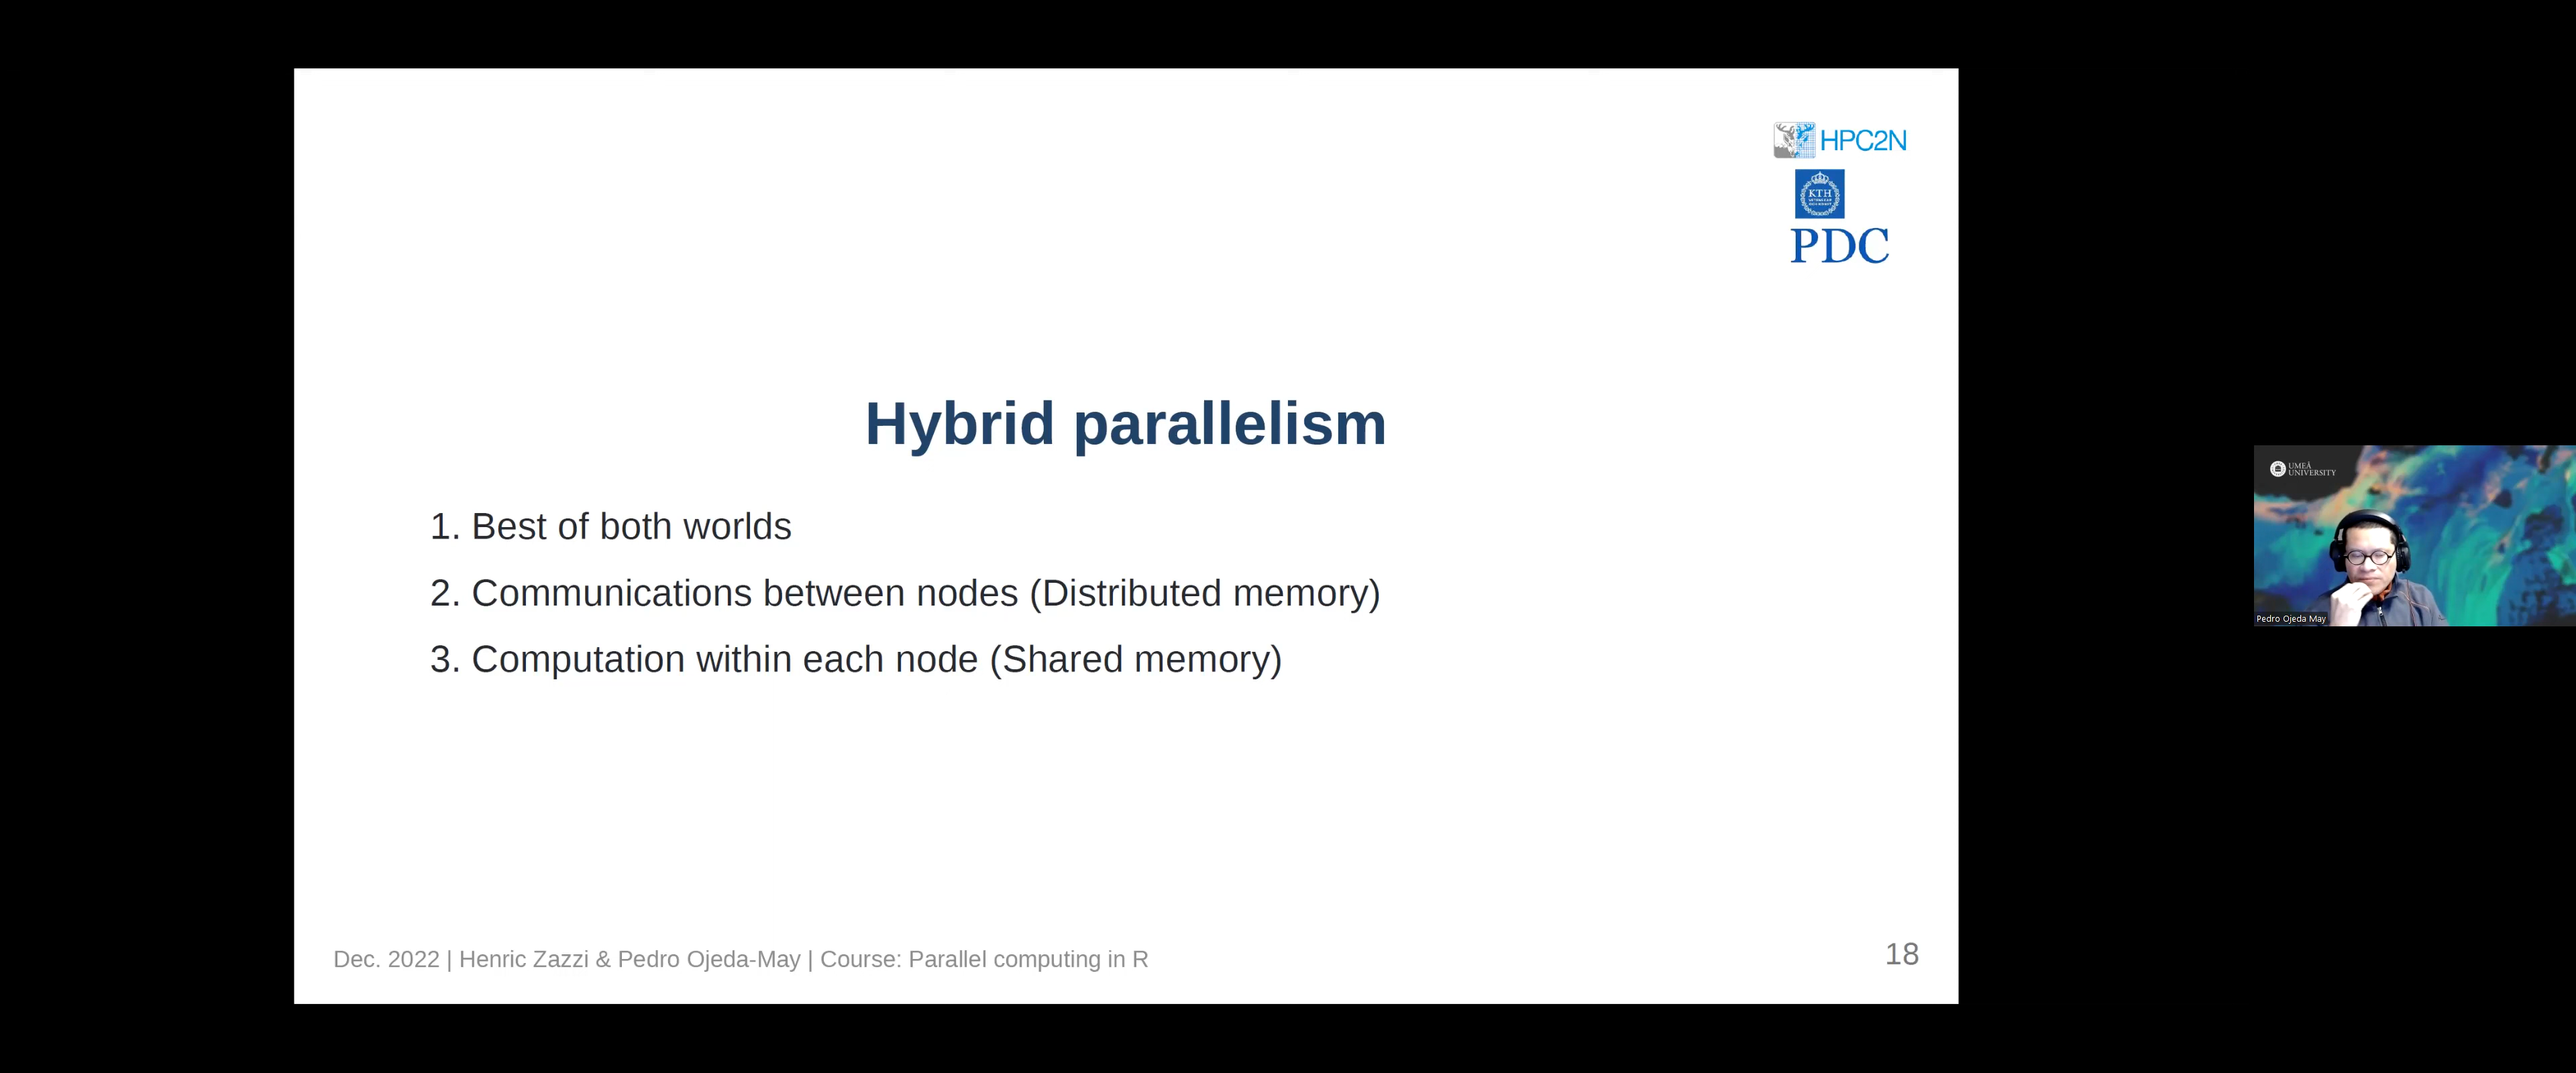 HPC2N
KTH
PDC
Hybrid parallelism
1. Best of both worlds
2. Communications between nodes (Distributed memory)
3. Computation within each node (Shared memory)
Dec. 2022 | Henric Zazzi & Pedro Ojeda-May | Course: Parallel computing in R
18
UMEÅ
UNIVERSITY
Pedro Ojeda May